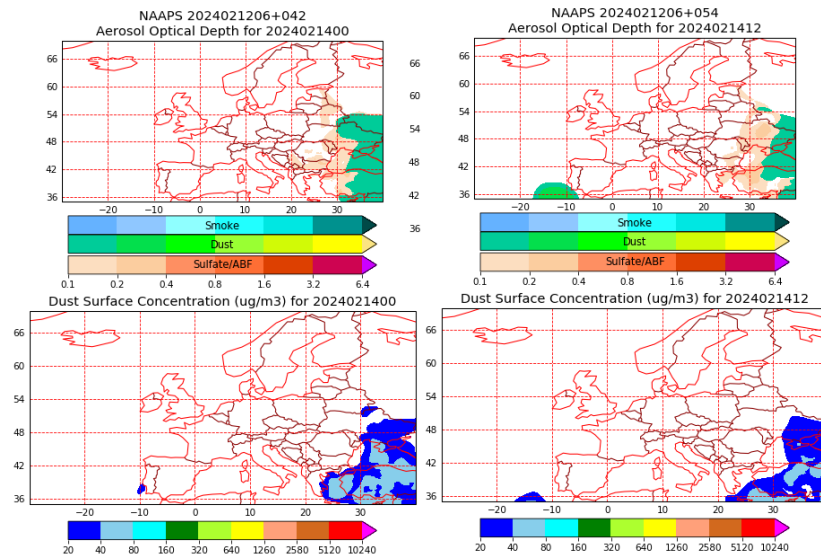 NAAPS 2024021206+042
Aerosol Optical Depth for 2024021400
66
60
54
48
42
36
−20 −10 0 10 20 30
66
60
54
48
42
36
Smoke
Dust
Sulfate/ABF
0.1 0.2 0.4 0.8 1.6 3.2 6.4
NAAPS 2024021206+054
Aerosol Optical Depth for 2024021412
66
60
54
48
42
36
−20 −10 0 10 20 30
Smoke
Dust
Sulfate/ABF
0.1 0.2 0.4 0.8 1.6 3.2 6.4
Dust Surface Concentration (ug/m3) for 2024021400
66
60
54
48
42
36
−20 −10 0 10 20 30
20 40 80 160 320 640 1260 2580 5120 10240
Dust Surface Concentration (ug/m3) for 2024021412
66
60
54
48
42
36
−20 −10 0 10 20 30
20 40 80 160 320 640 1260 2580 5120 10240